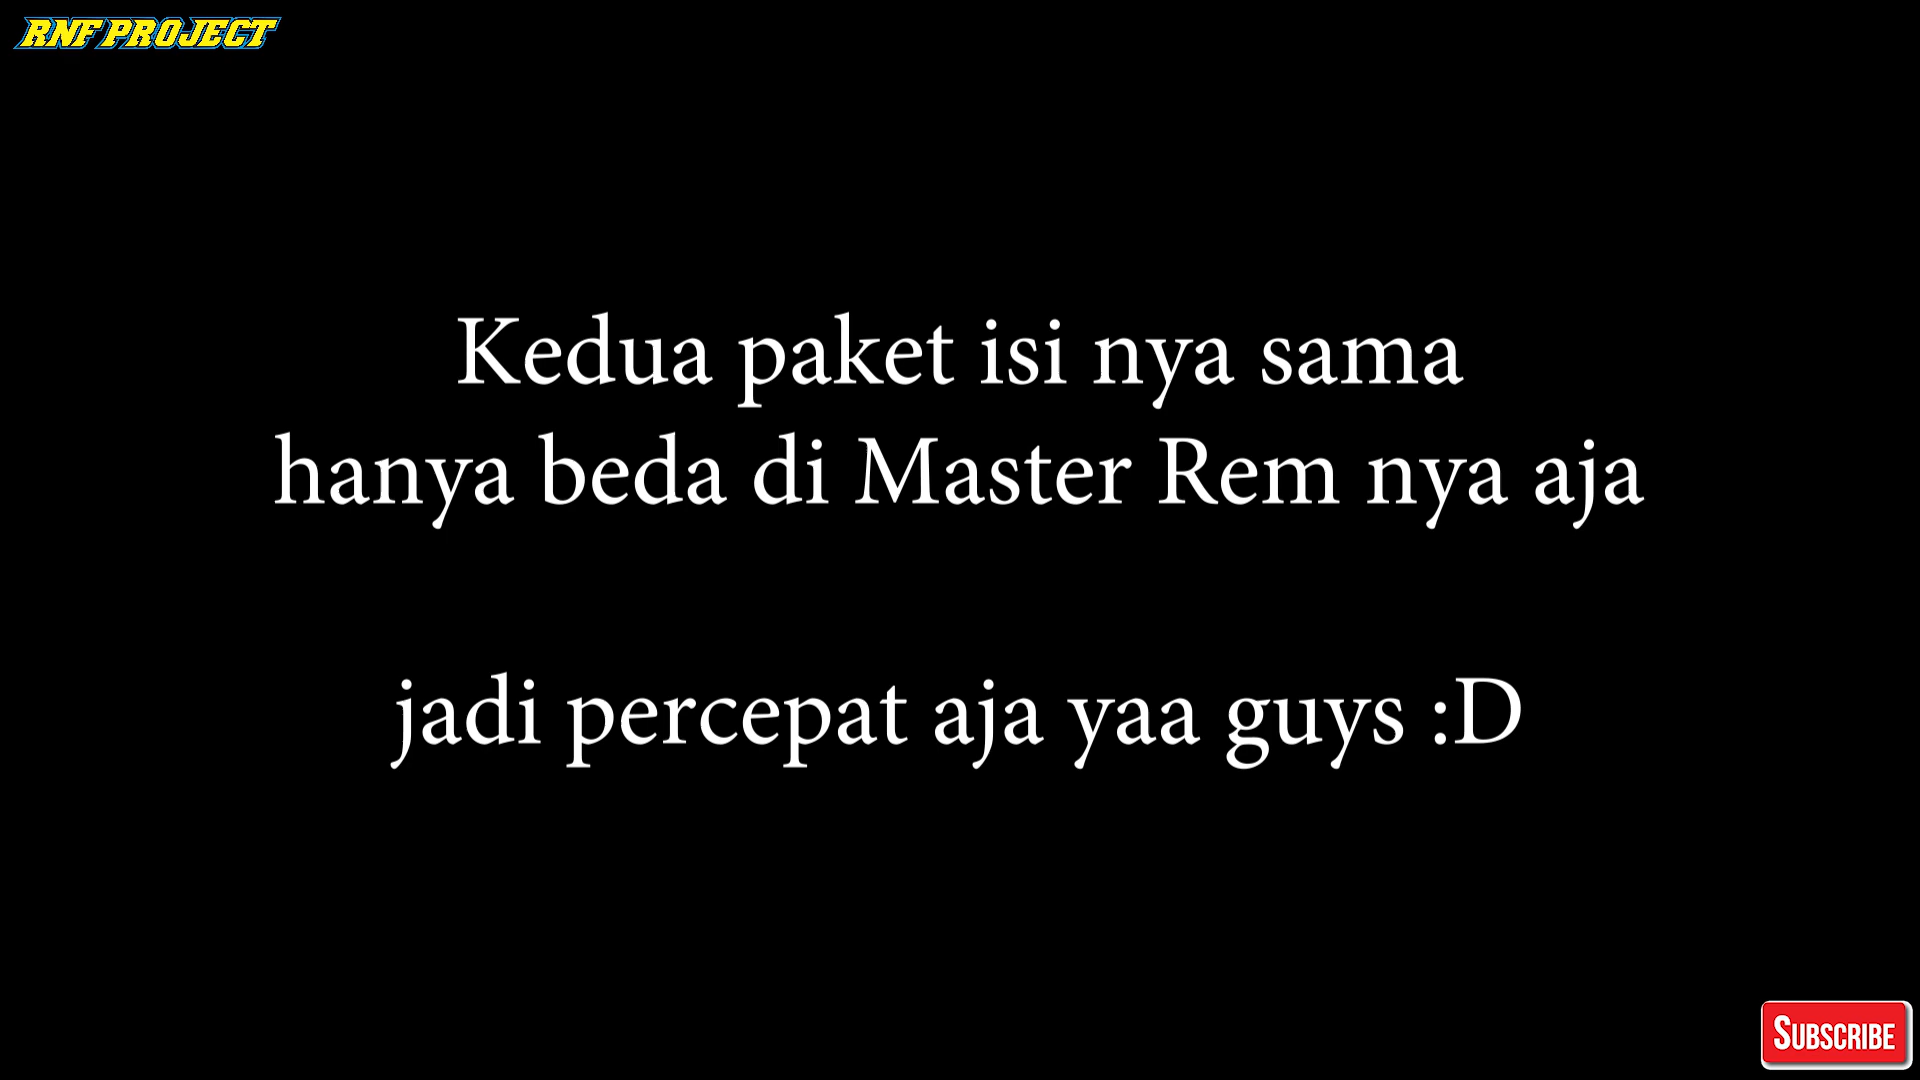 RNF PROJECT
Kedua paket isi nya sama
hanya beda di Master Rem nya aja
jadi percepat aja yaa guys :D
SUBSCRIBE